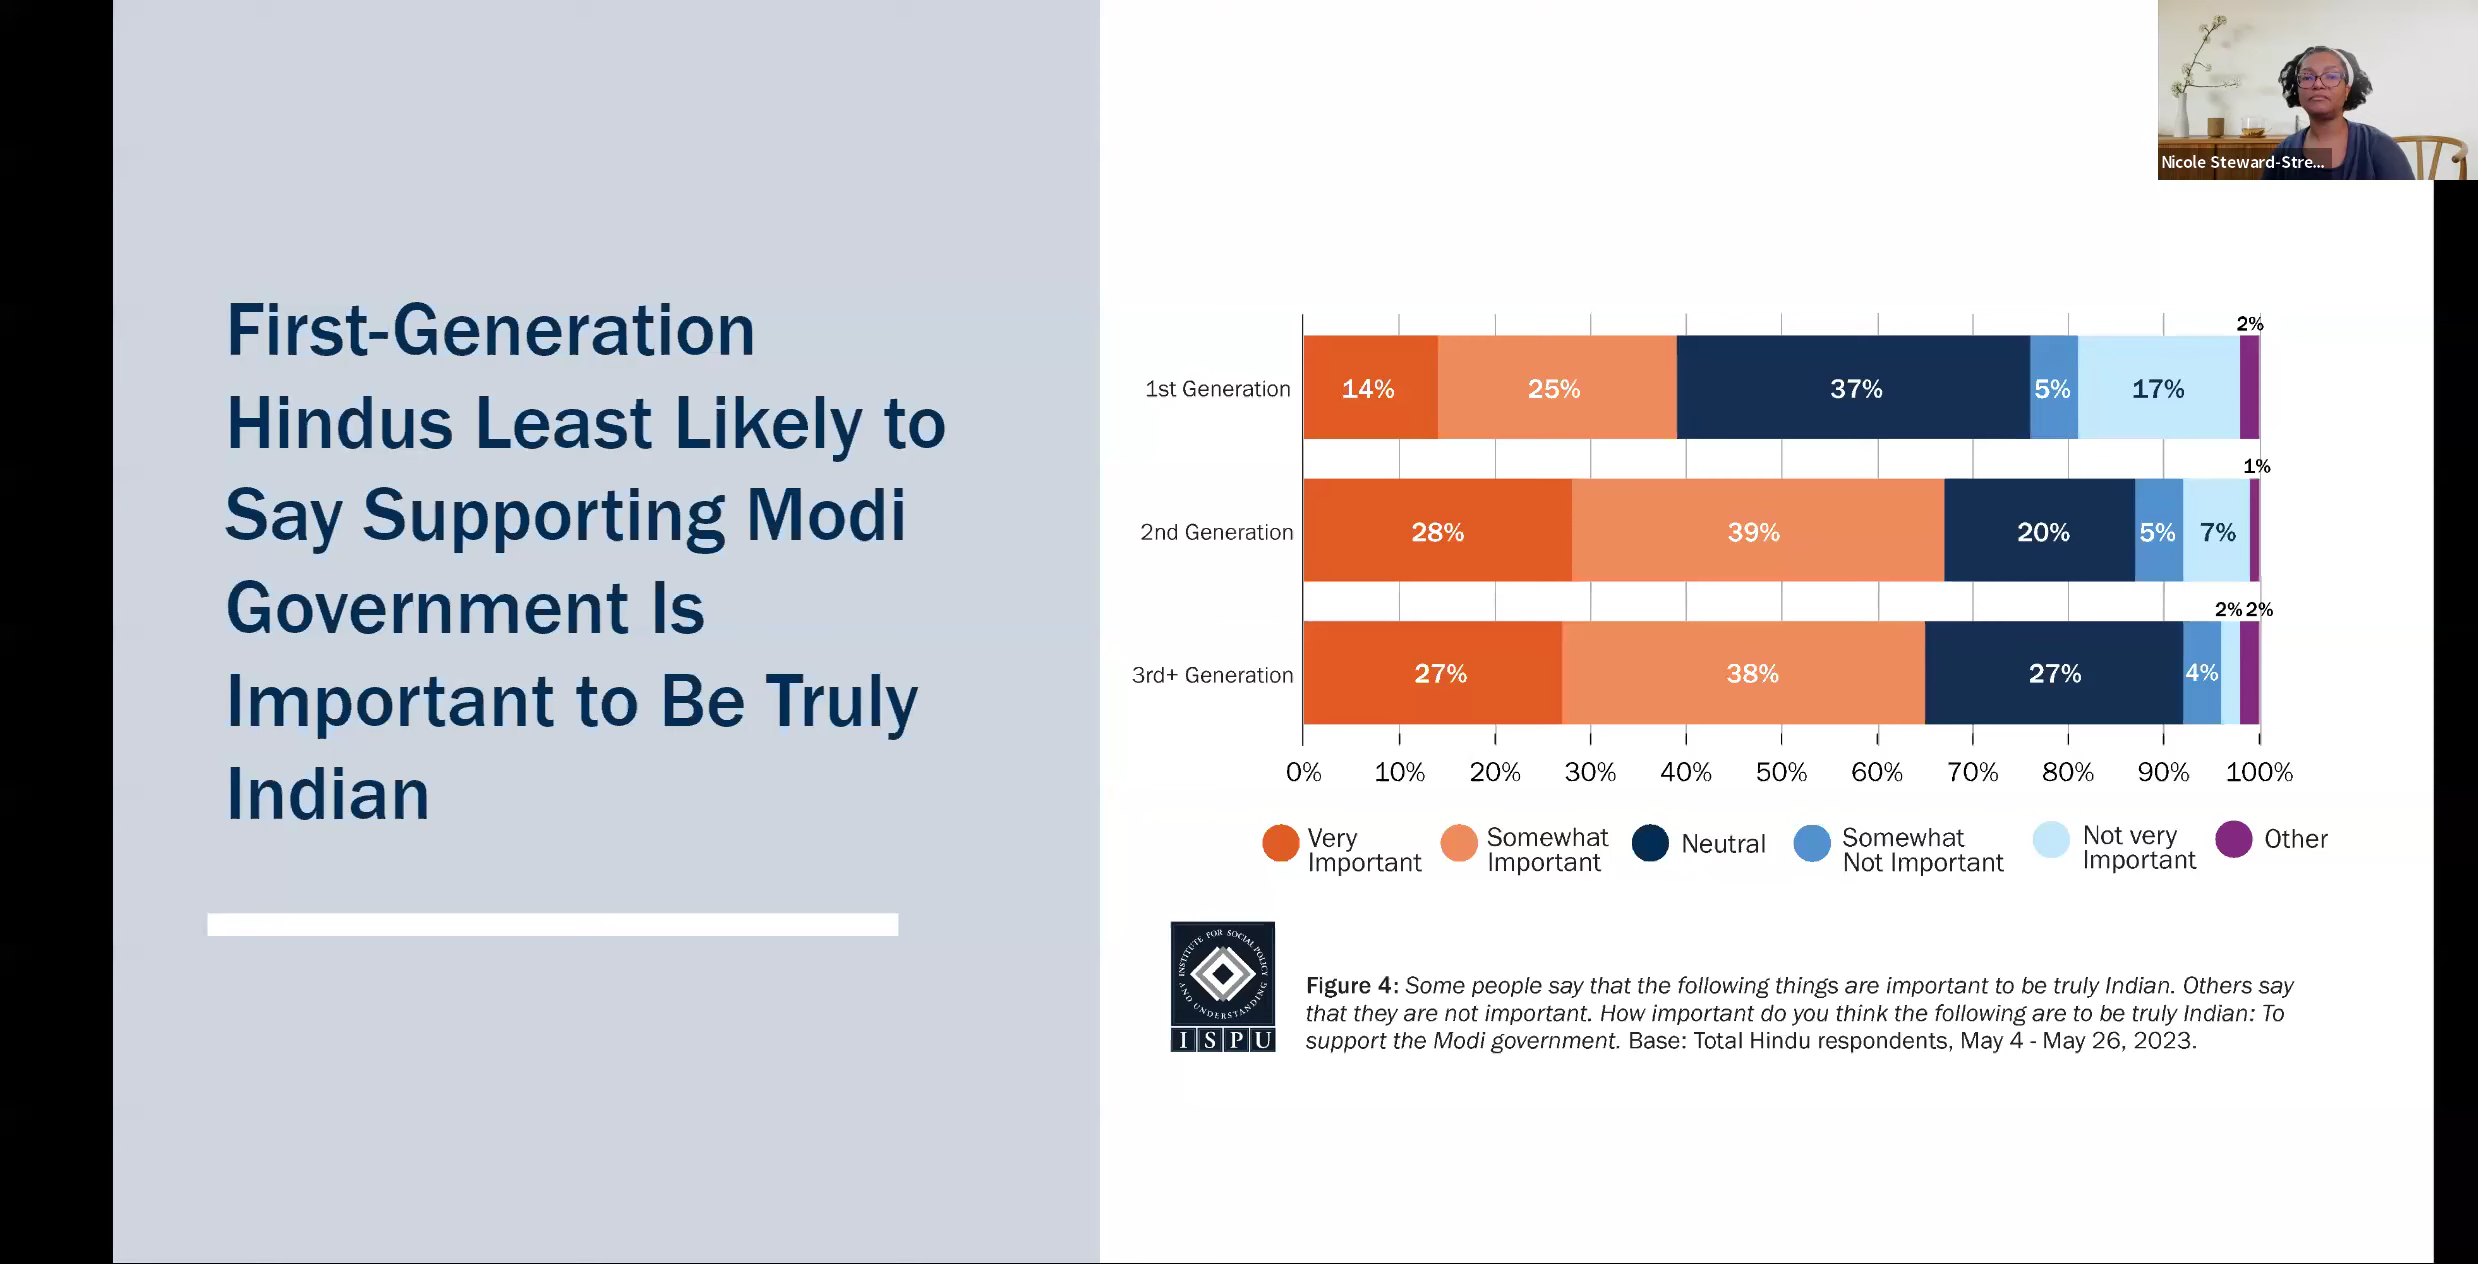 Nicole Steward-Stre...
First-Generation
Hindus Least Likely to
Say Supporting Modi
Government Is
Important to Be Truly
Indian
2%
1st Generation 14% 25% 37% 5% 17%
1%
2nd Generation 28% 39% 20% 5% 7%
2% 2%
3rd+ Generation 27% 38% 27% 4%
0% 10% 20% 30% 40% 50% 60% 70% 80% 90% 100%
Very
Important
Somewhat
Important
Neutral
Somewhat
Not Important
Not very
Important
Other
INSTITUTE FOR SOCIAL POLICY
AND UNDERSTANDING
ISPU
Figure 4: Some people say that the following things are important to be truly Indian. Others say
that they are not important. How important do you think the following are to be truly Indian: To
support the Modi government. Base: Total Hindu respondents, May 4 - May 26, 2023.